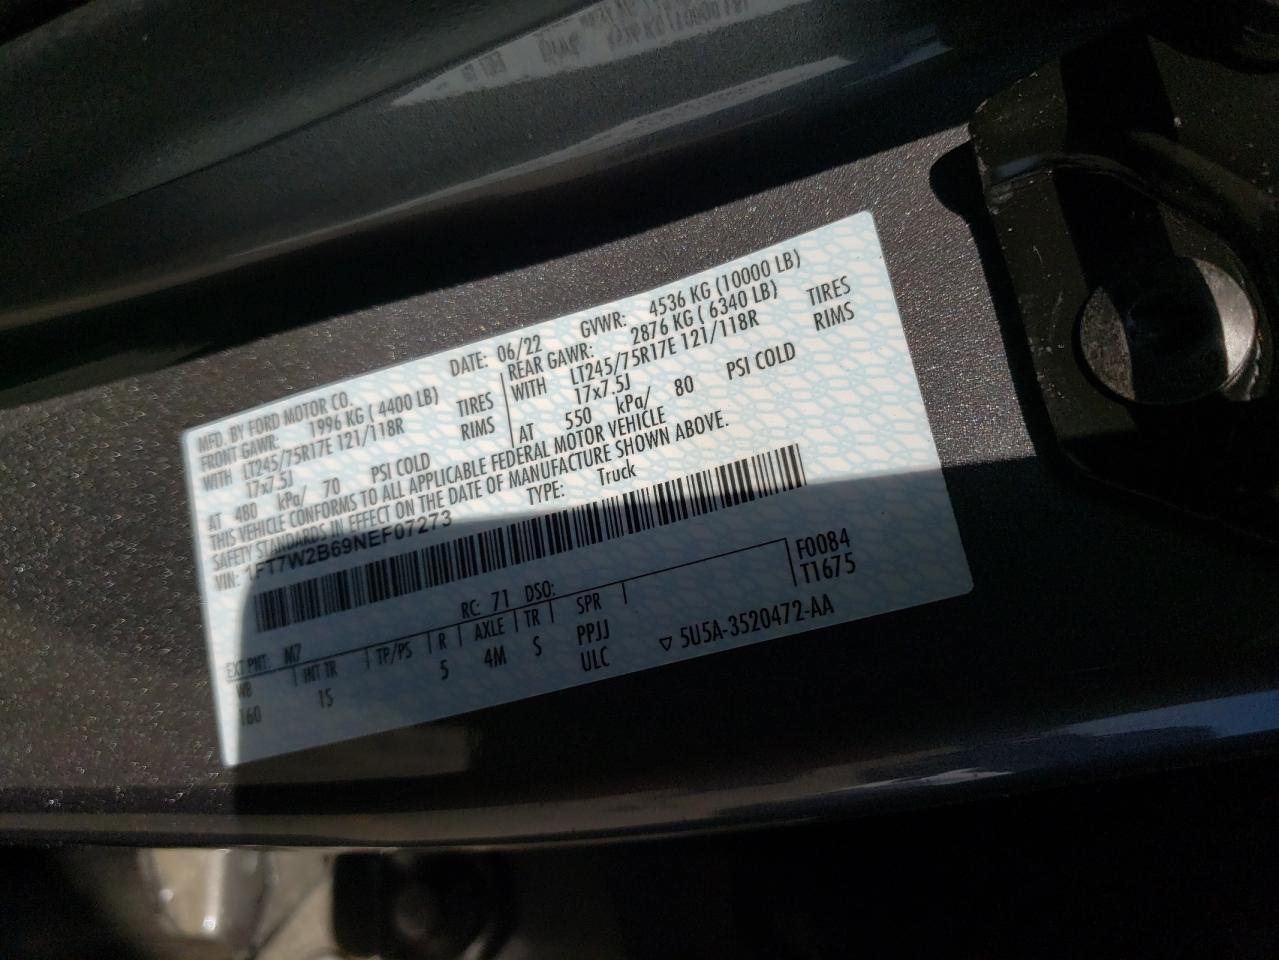 MFD. BY FORD MOTOR CO.
DATE: 06/22 GVWR: 4536 KG (10000 LB)
FRONT GAWR: 1996 KG ( 4400 LB) REAR GAWR: 2876 KG ( 6340 LB)
WITH LT245/75R17E 121/118R TIRES WITH LT245/75R17E 121/118R TIRES
17x7.5J RIMS 17x7.5J RIMS
AT 480 kPa/ 70 PSI COLD AT 550 kPa/ 80 PSI COLD
THIS VEHICLE CONFORMS TO ALL APPLICABLE FEDERAL MOTOR VEHICLE
SAFETY STANDARDS IN EFFECT ON THE DATE OF MANUFACTURE SHOWN ABOVE.
VIN: 1FT7W2B69NEF07273 TYPE: Truck
F0084
EXT PNT: M7 RC: 71 DSO: T1675
WB INT TR TP/PS R AXLE TR SPR
160 15 5 4M S PPJJ
ULC
5U5A-3520472-AA